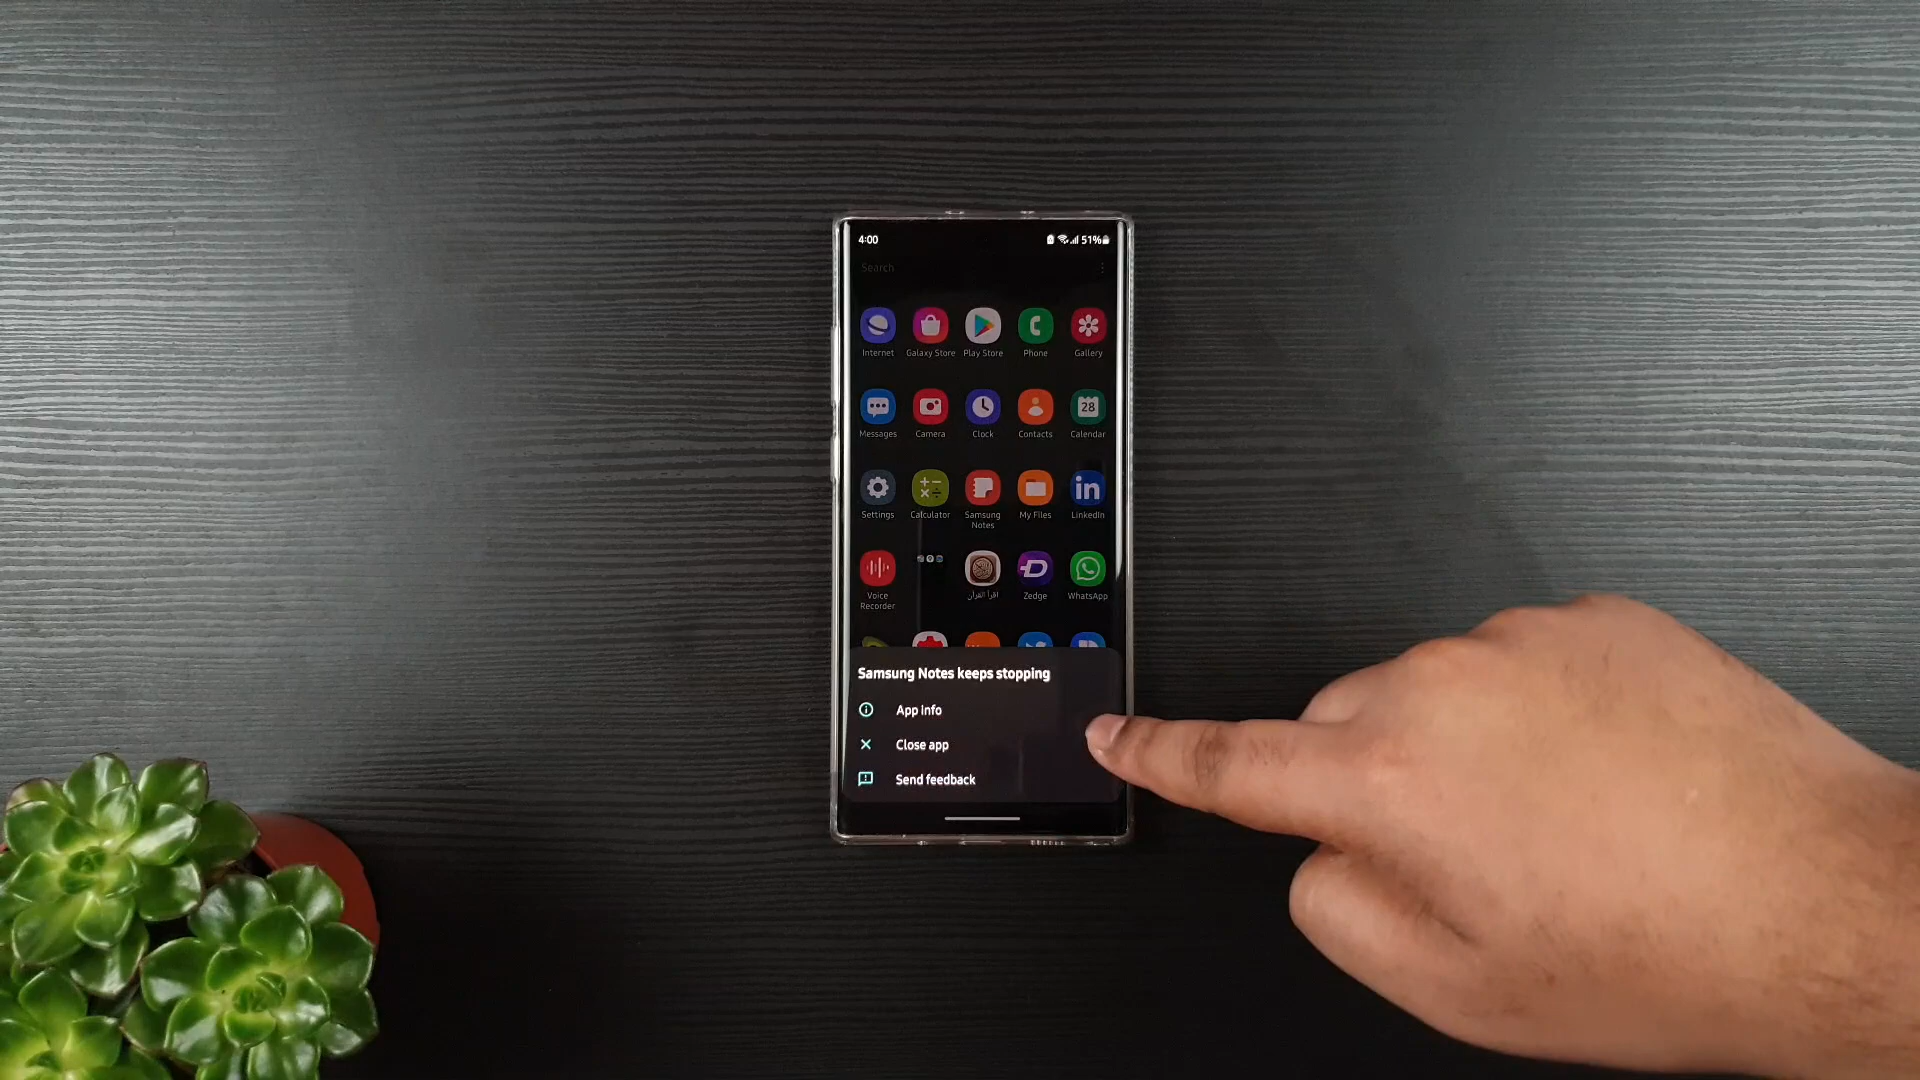 4:00
51%
Search
Internet
Galaxy Store
Play Store
Phone
Gallery
28
Messages
Camera
Clock
Contacts
Calendar
in
Settings
Calculator
Samsung
Notes
My Files
LinkedIn
Voice
Recorder
اقرأ القرآن
Zedge
WhatsApp
Samsung Notes keeps stopping
App info
Close app
Send feedback